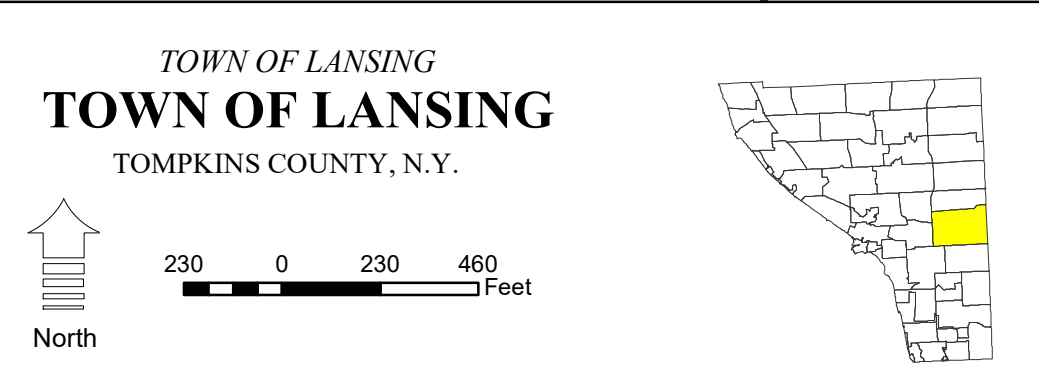 TOWN OF LANSING
TOWN OF LANSING
TOMPKINS COUNTY, N.Y.
230 0 230 460
Feet
North